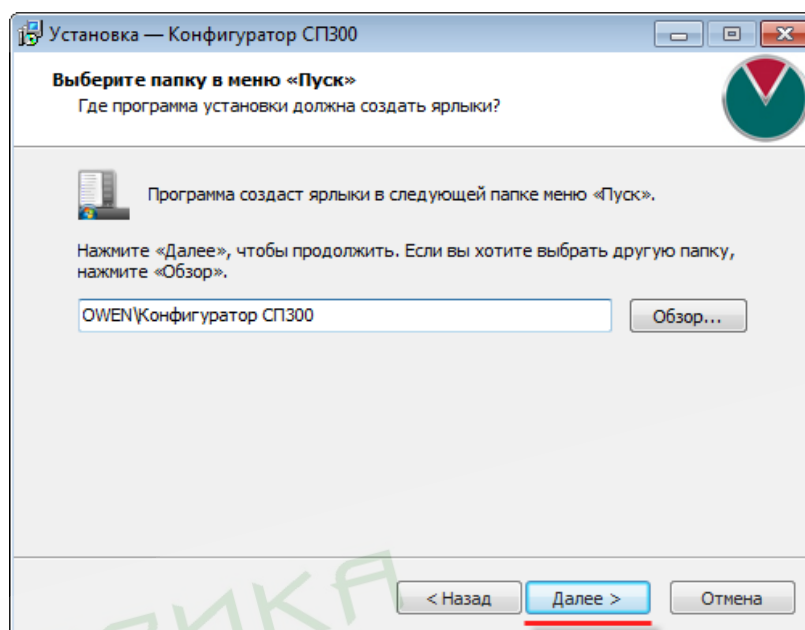 Установка — Конфигуратор СП300
Выберите папку в меню «Пуск»
Где программа установки должна создать ярлыки?
Программа создаст ярлыки в следующей папке меню «Пуск».
Нажмите «Далее», чтобы продолжить. Если вы хотите выбрать другую папку,
нажмите «Обзор».
OWEN\Конфигуратор СП300
Обзор...
< Назад
Далее >
Отмена